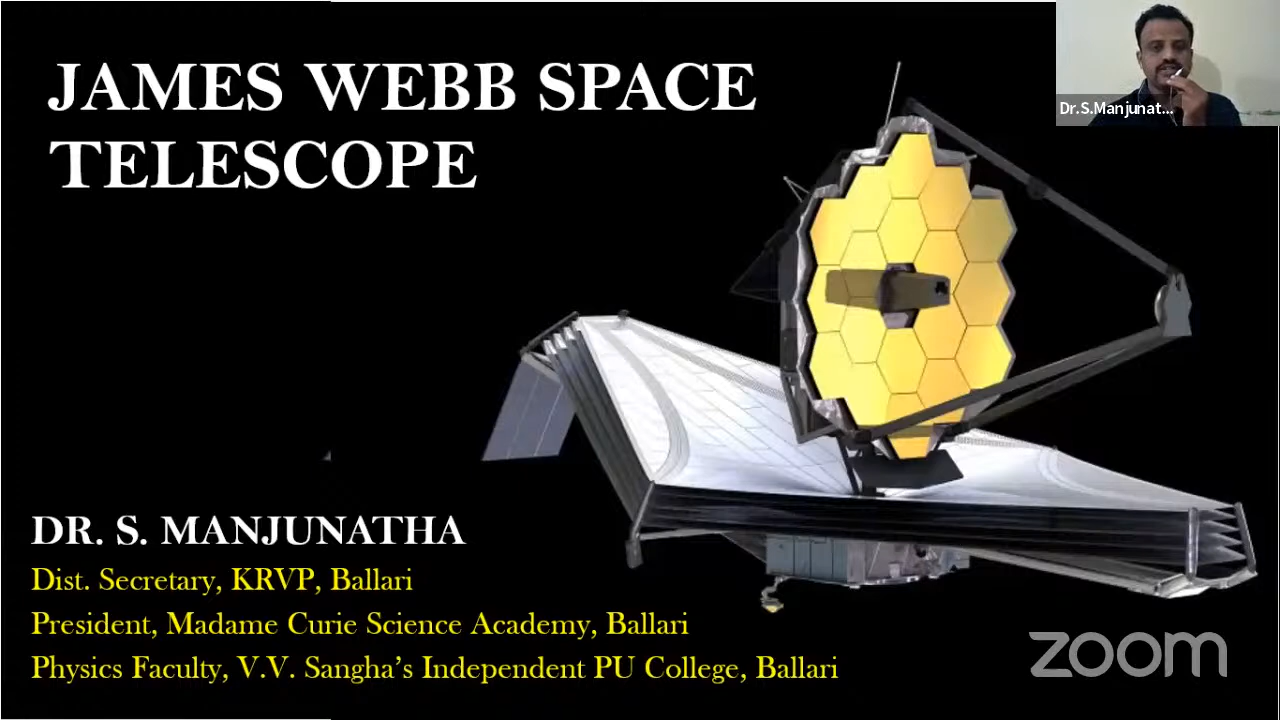 JAMES WEBB SPACE
TELESCOPE
Dr.S.Manjunat...
DR. S. MANJUNATHA
Dist. Secretary, KRVP, Ballari
President, Madame Curie Science Academy, Ballari
Physics Faculty, V.V. Sangha’s Independent PU College, Ballari
zoom